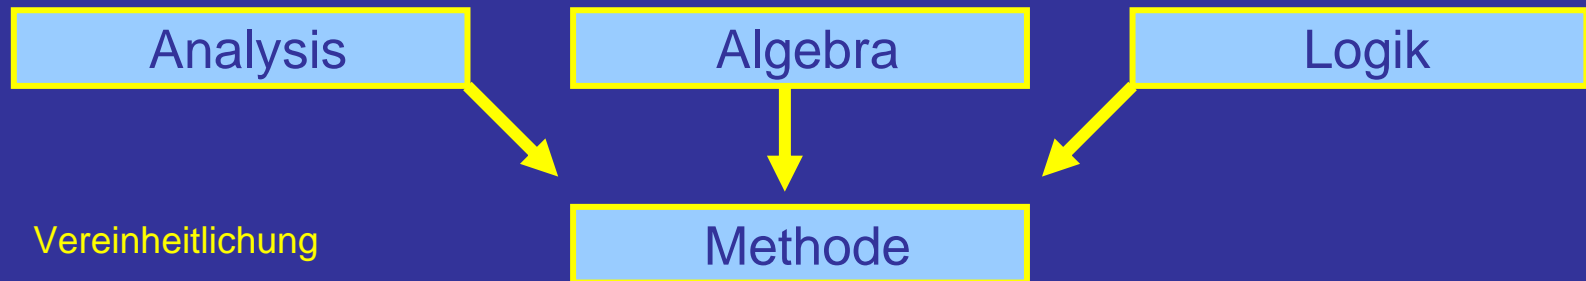 Analysis
Algebra
Logik
Vereinheitlichung
Methode